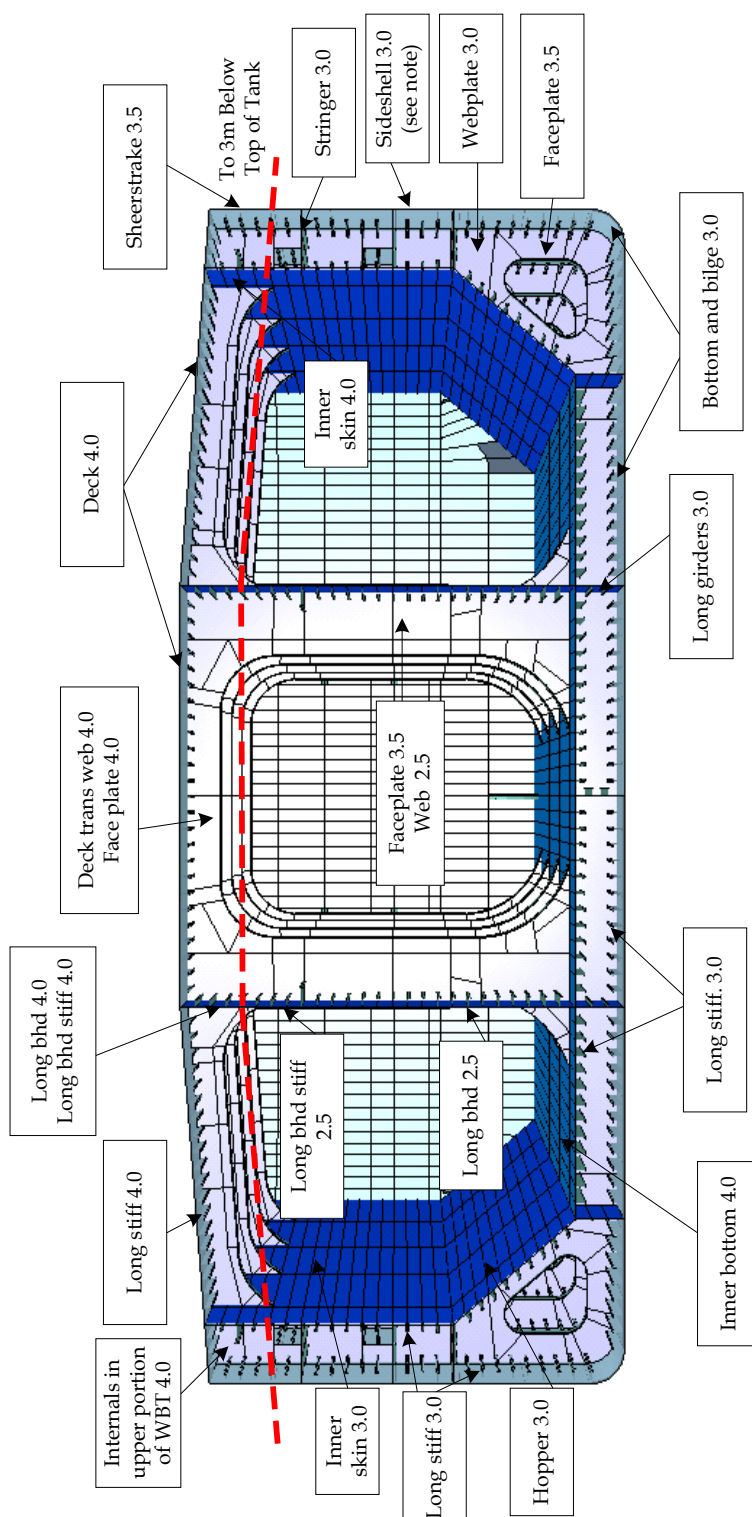 Internals in
upper portion
of WBT 4.0
Long stiff 4.0
Long bhd 4.0
Long bhd stiff 4.0
Deck trans web 4.0
Face plate 4.0
Deck 4.0
Sheerstrake 3.5
To 3m Below
Top of Tank
Stringer 3.0
Sideshell 3.0
(see note)
Webplate 3.0
Faceplate 3.5
Inner
skin 4.0
Faceplate 3.5
Web 2.5
Long bhd stiff
2.5
Long bhd 2.5
Inner
skin 3.0
Long stiff 3.0
Hopper 3.0
Inner bottom 4.0
Long stiff. 3.0
Long girders 3.0
Bottom and bilge 3.0